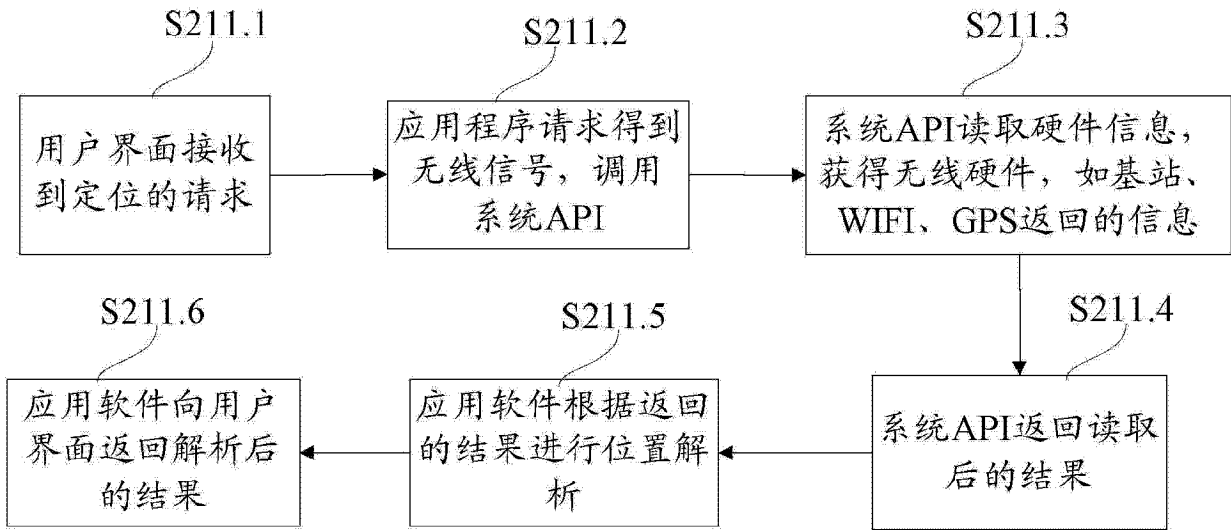 S211.1
用户界面接收
到定位的请求
S211.2
应用程序请求得到
无线信号，调用
系统API
S211.3
系统API读取硬件信息，
获得无线硬件，如基站、
WIFI、GPS返回的信息
S211.4
系统API返回读取
后的结果
S211.5
应用软件根据返回
的结果进行位置解
析
S211.6
应用软件向用户
界面返回解析后
的结果